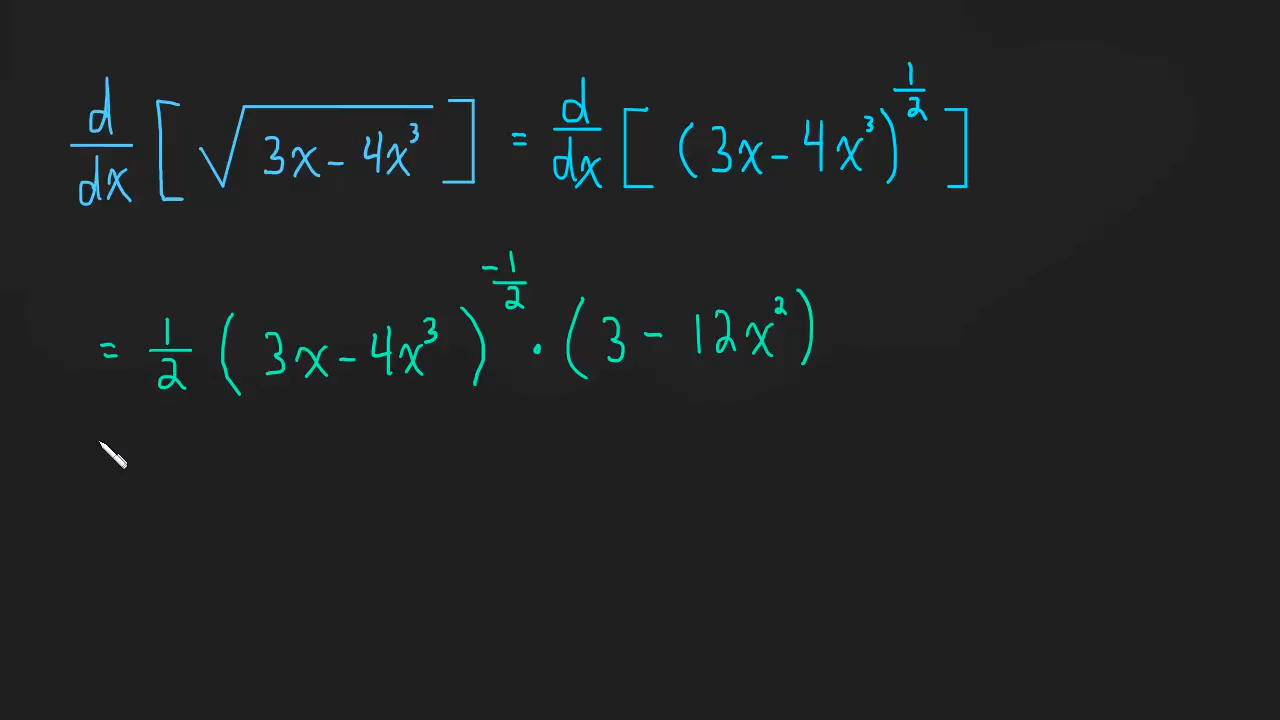 d/dx [√(3x - 4x³)] = d/dx [(3x - 4x³)^(1/2)]
= 1/2 (3x - 4x³)^(-1/2) · (3 - 12x²)